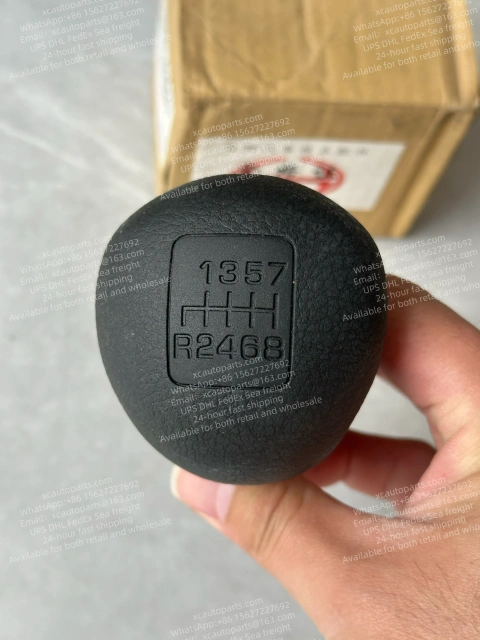 1357
R2468
xcautoparts.com
WhatsApp:+86 15627227692
Email: xcautoparts@163.com
UPS DHL FedEx Sea freight
24-hour fast shipping
Available for both retail and wholesale